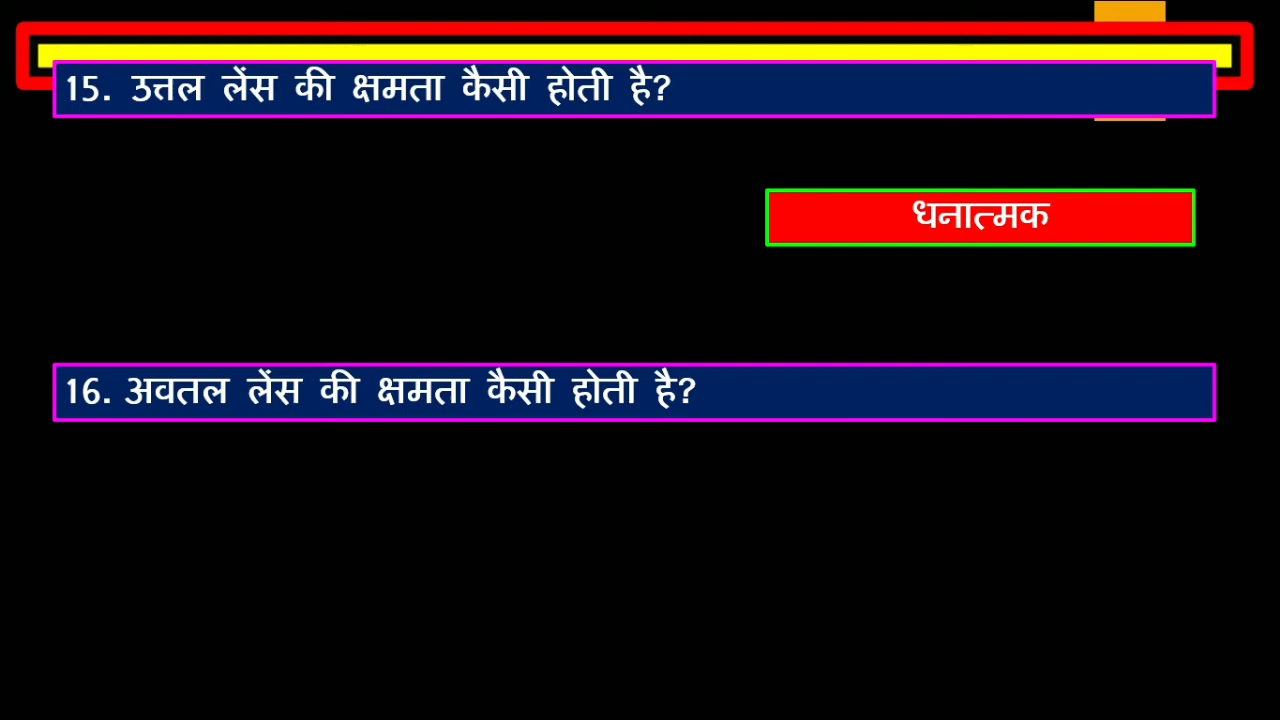 15. उत्तल लेंस की क्षमता कैसी होती है?
धनात्मक
16. अवतल लेंस की क्षमता कैसी होती है?